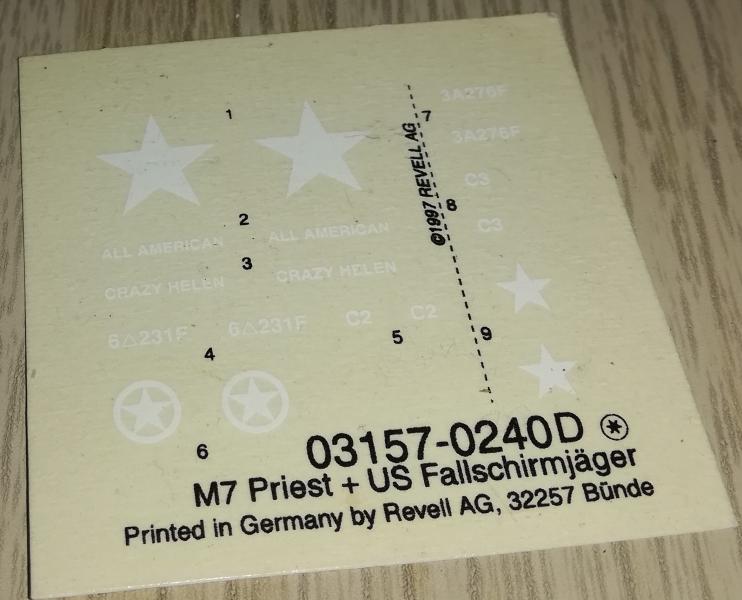 1
2
ALL AMERICAN ALL AMERICAN
3
CRAZY HELEN CRAZY HELEN
6△231F 6△231F C2 C2
4
5
6
©1997 REVELL AG
7
3A276F
3A276F
C3
8
C3
9
03157-0240D
M7 Priest + US Fallschirmjäger
Printed in Germany by Revell AG, 32257 Bünde